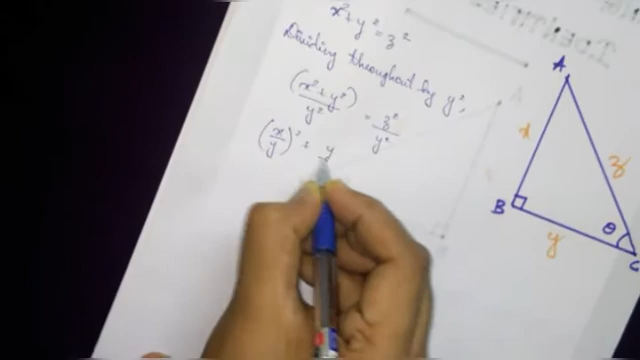 x² + y² = z²
Dividing throughout by y²,
(x² + y²)/y² = z²/y²
(x/y)² + y
A
x
z
B
θ
y
C